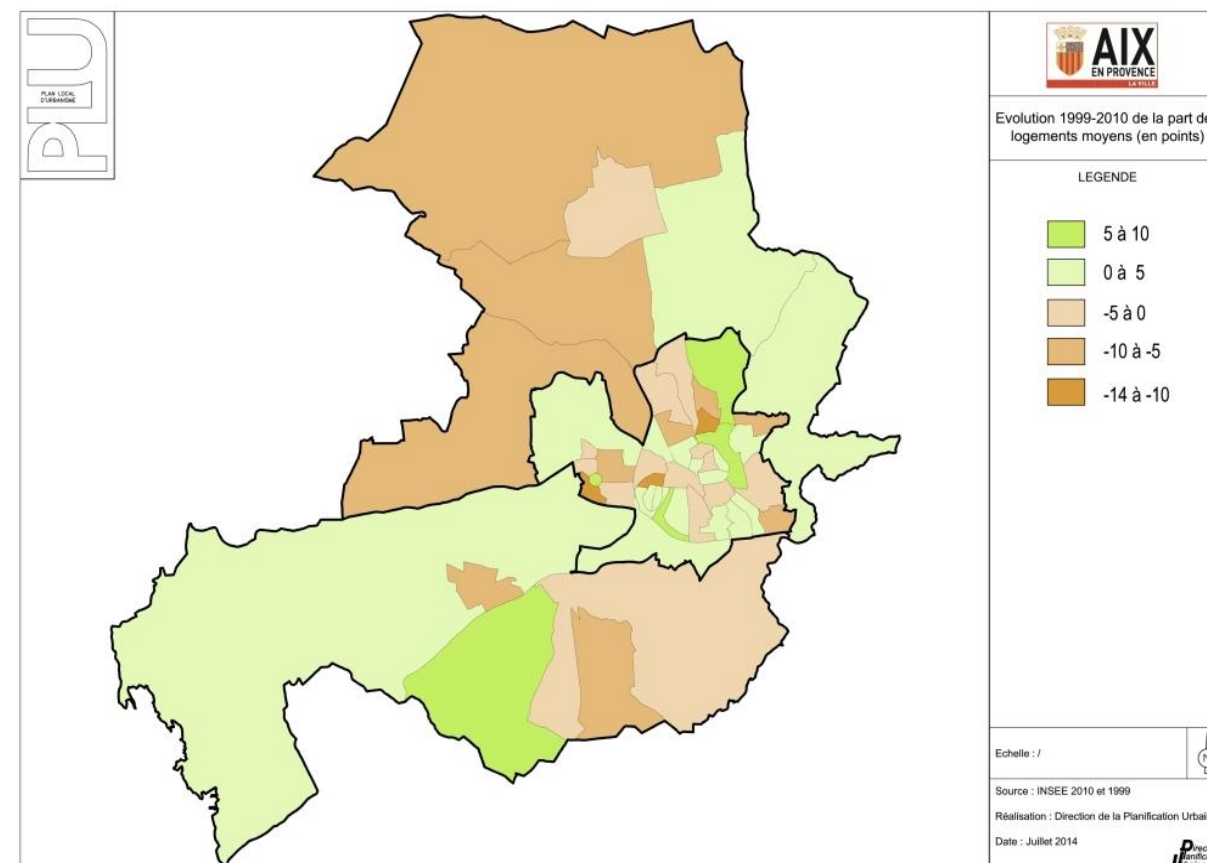 PLU
PLAN LOCAL
D'URBANISME
AIX
EN PROVENCE
LA VILLE
Evolution 1999-2010 de la part de
logements moyens (en points)
LEGENDE
5 à 10
0 à 5
-5 à 0
-10 à -5
-14 à -10
Echelle : /
N
Source : INSEE 2010 et 1999
Réalisation : Direction de la Planification Urbai
Date : Juillet 2014